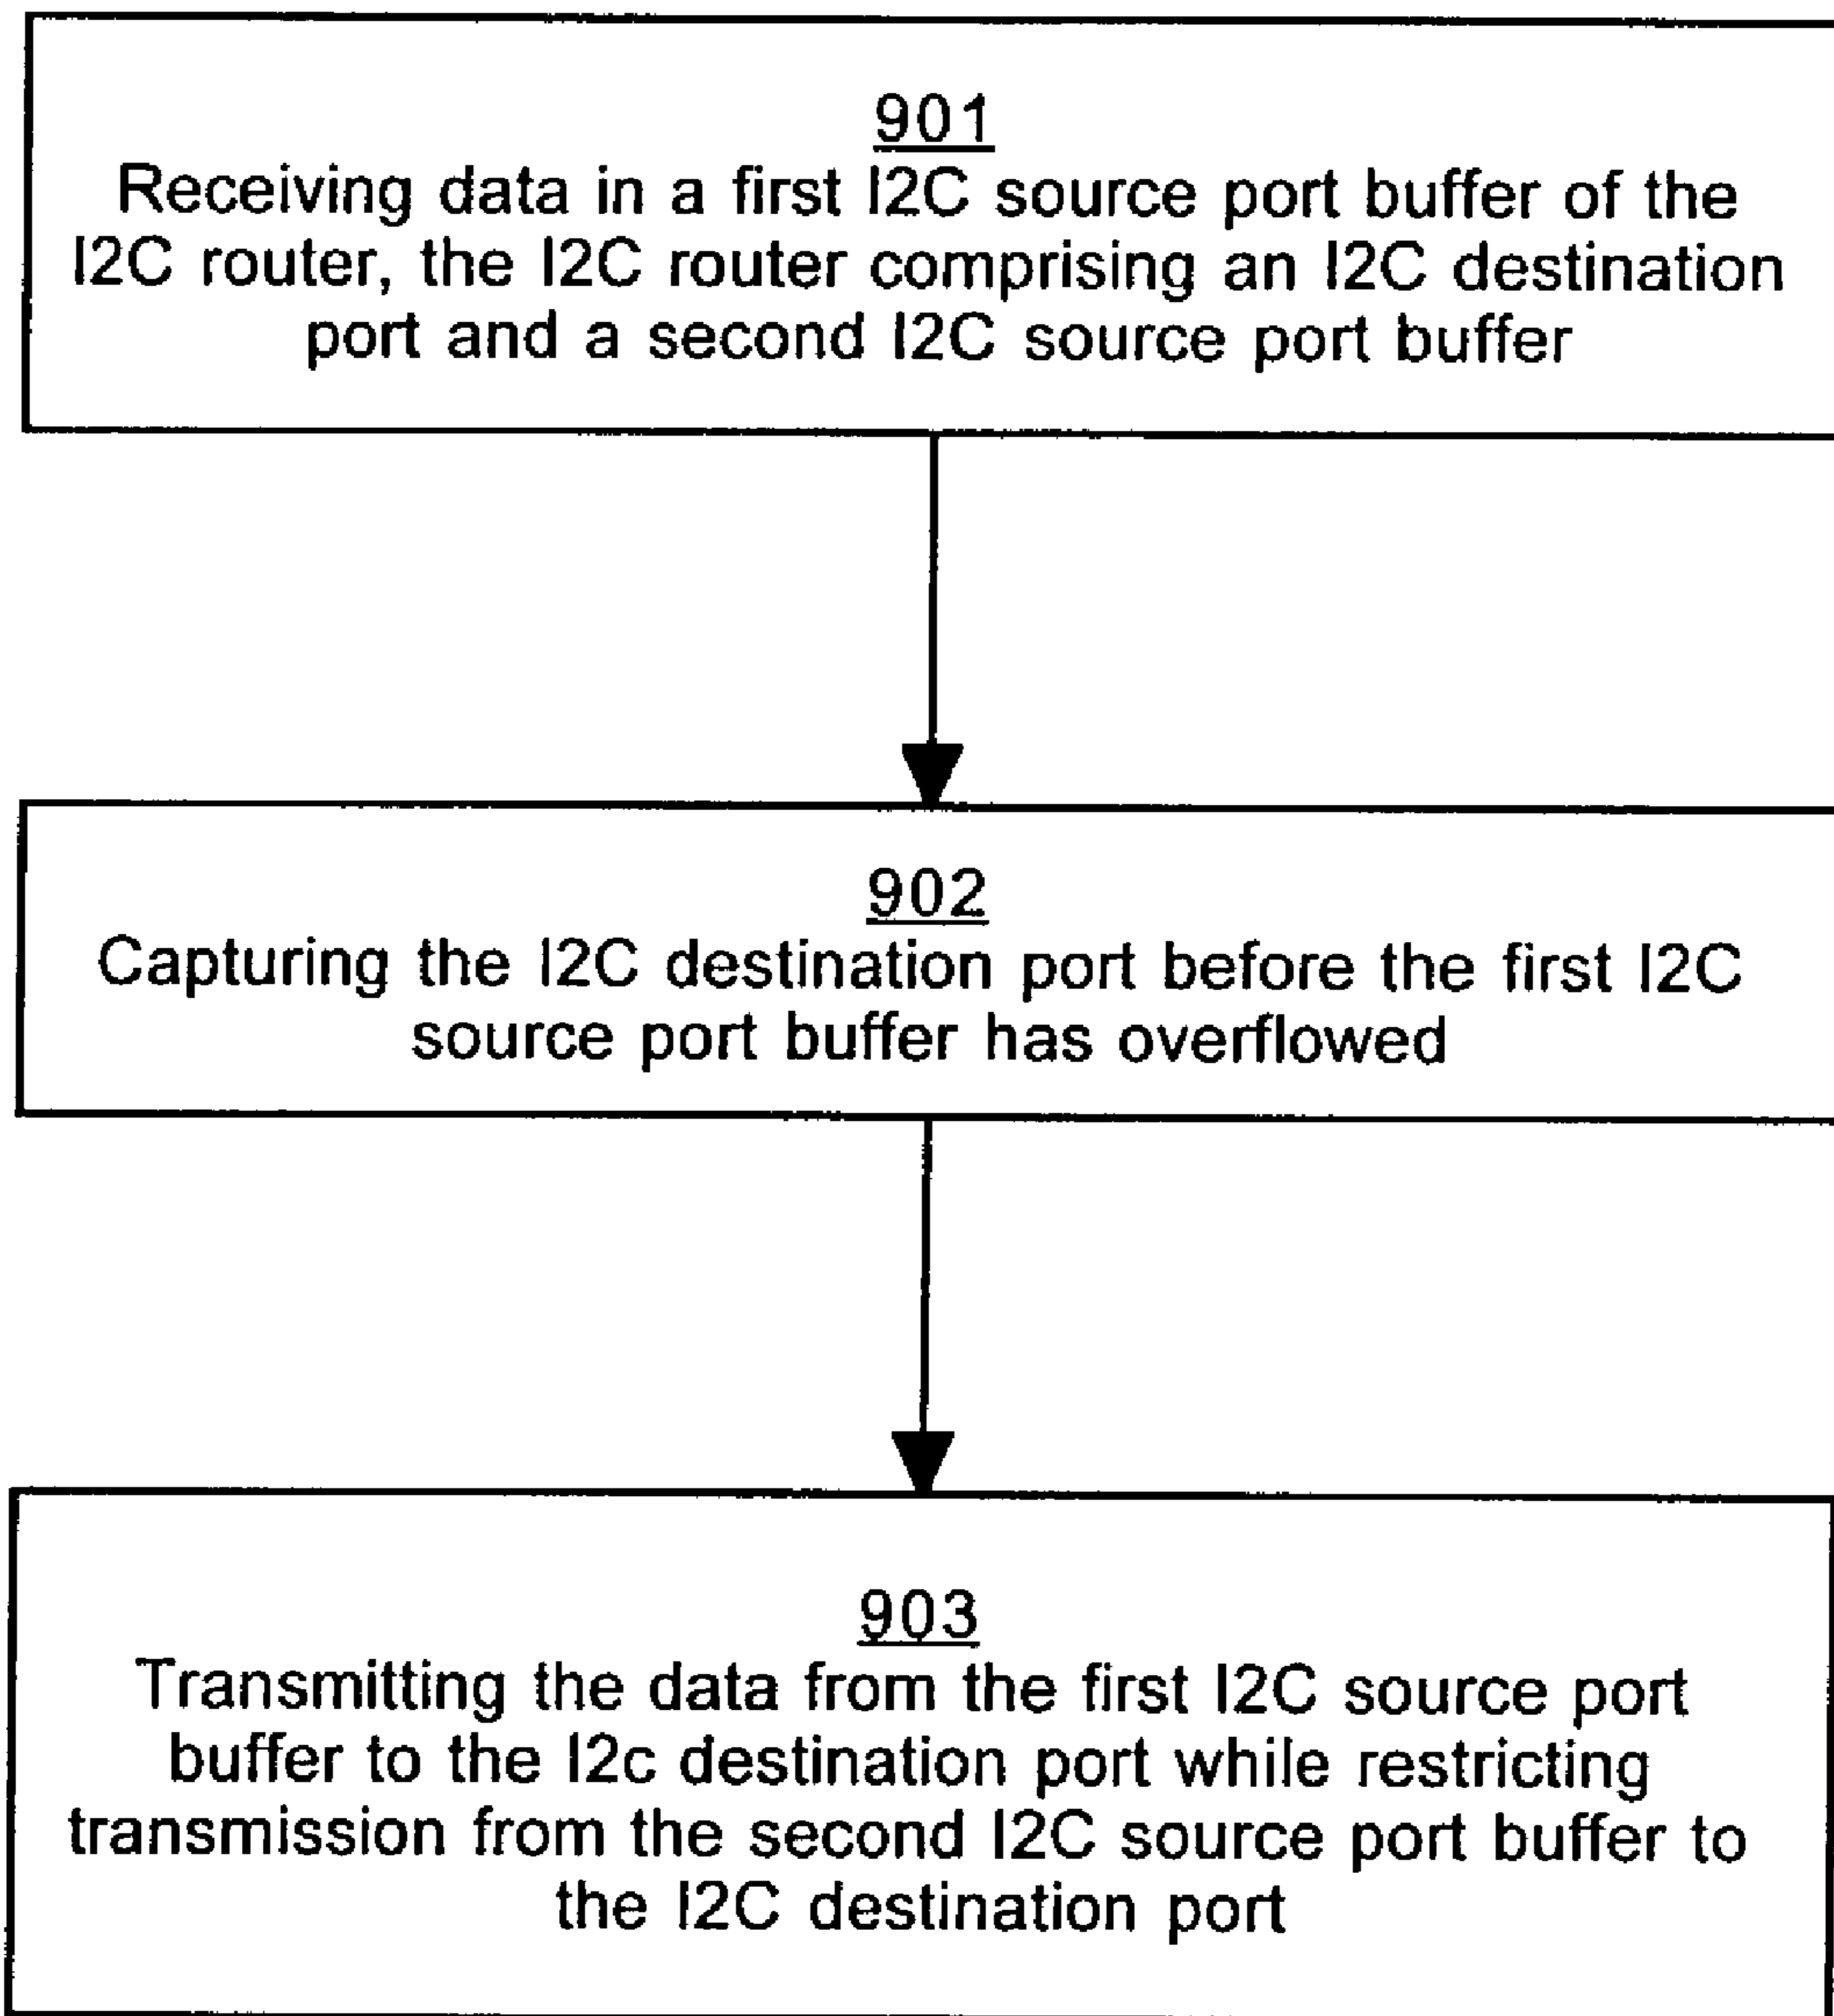 901
Receiving data in a first I2C source port buffer of the
I2C router, the I2C router comprising an I2C destination
port and a second I2C source port buffer
902
Capturing the I2C destination port before the first I2C
source port buffer has overflowed
903
Transmitting the data from the first I2C source port
buffer to the I2c destination port while restricting
transmission from the second I2C source port buffer to
the I2C destination port